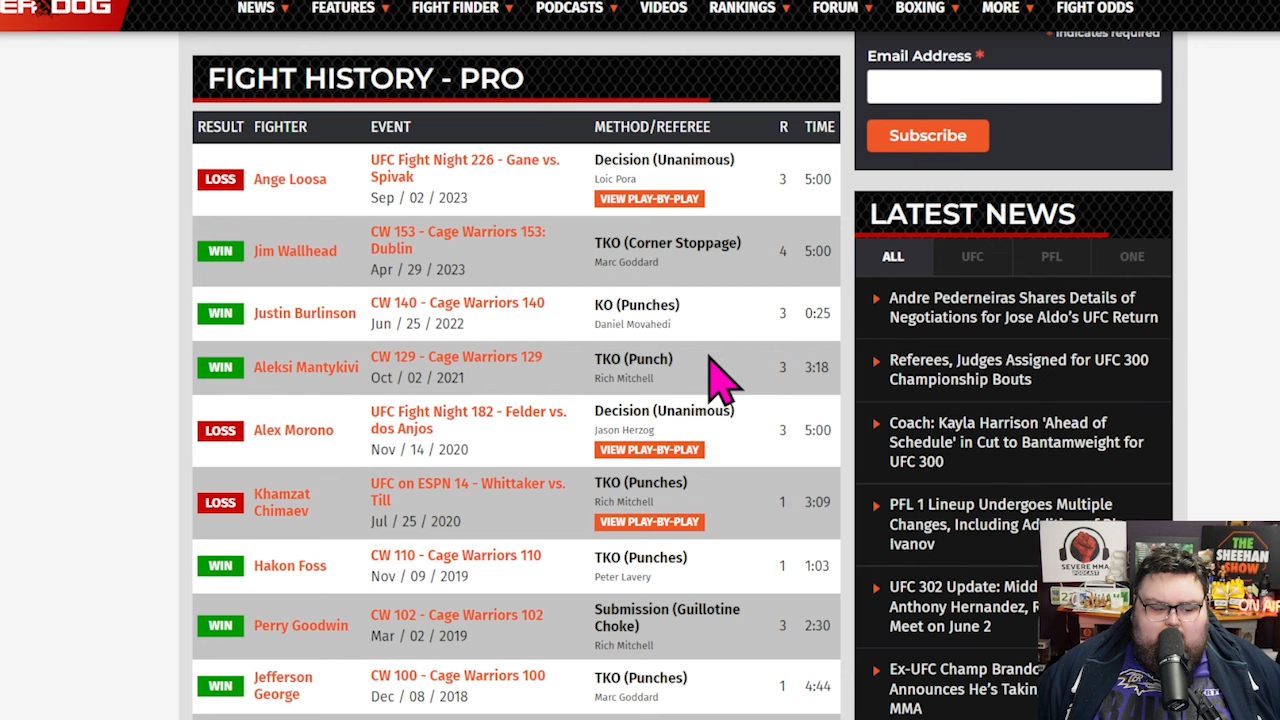 ER DOG
NEWS FEATURES FIGHT FINDER PODCASTS VIDEOS RANKINGS FORUM BOXING MORE FIGHT ODDS
FIGHT HISTORY - PRO
RESULT FIGHTER EVENT METHOD/REFEREE R TIME
LOSS Ange Loosa UFC Fight Night 226 - Gane vs. Spivak Sep / 02 / 2023 Decision (Unanimous) Loic Pora VIEW PLAY-BY-PLAY 3 5:00
WIN Jim Wallhead CW 153 - Cage Warriors 153: Dublin Apr / 29 / 2023 TKO (Corner Stoppage) Marc Goddard 4 5:00
WIN Justin Burlinson CW 140 - Cage Warriors 140 Jun / 25 / 2022 KO (Punches) Daniel Movahedi 3 0:25
WIN Aleksi Mantykivi CW 129 - Cage Warriors 129 Oct / 02 / 2021 TKO (Punch) Rich Mitchell 3 3:18
LOSS Alex Morono UFC Fight Night 182 - Felder vs. dos Anjos Nov / 14 / 2020 Decision (Unanimous) Jason Herzog VIEW PLAY-BY-PLAY 3 5:00
LOSS Khamzat Chimaev UFC on ESPN 14 - Whittaker vs. Till Jul / 25 / 2020 TKO (Punches) Rich Mitchell VIEW PLAY-BY-PLAY 1 3:09
WIN Hakon Foss CW 110 - Cage Warriors 110 Nov / 09 / 2019 TKO (Punches) Peter Lavery 1 1:03
WIN Perry Goodwin CW 102 - Cage Warriors 102 Mar / 02 / 2019 Submission (Guillotine Choke) Rich Mitchell 3 2:30
WIN Jefferson George CW 100 - Cage Warriors 100 Dec / 08 / 2018 TKO (Punches) Marc Goddard 1 4:44
* indicates required
Email Address *
Subscribe
LATEST NEWS
ALL UFC PFL ONE
Andre Pederneiras Shares Details of
Negotiations for Jose Aldo's UFC Return
Referees, Judges Assigned for UFC 300
Championship Bouts
Coach: Kayla Harrison 'Ahead of
Schedule' in Cut to Bantamweight for
UFC 300
PFL 1 Lineup Undergoes Multiple
Changes, Including
Ivanov
UFC 302 Update:
Anthony Hernandez,
Meet on June 2
Ex-UFC Champ
Announces He's
MMA
SEVERE MMA
PODCAST
THE
SHEEHAN
SHOW
ON AIR